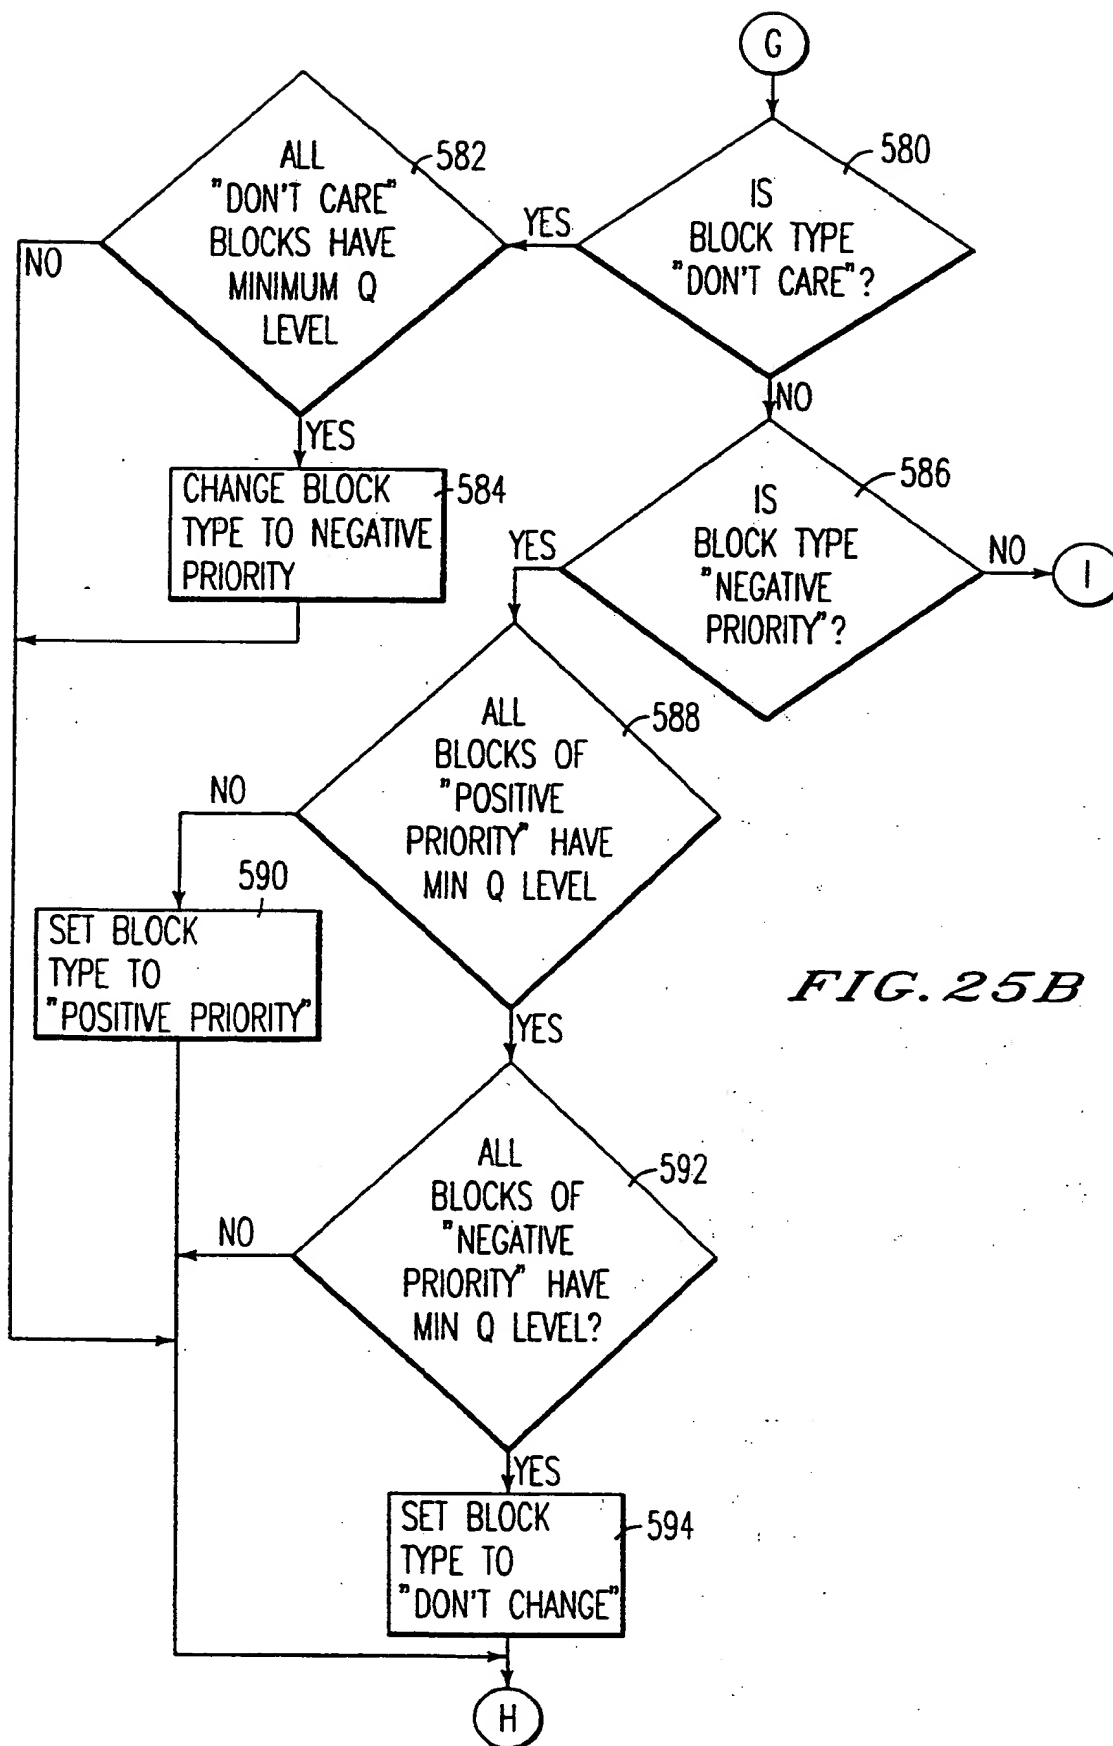 G
580
IS
BLOCK TYPE
"DON'T CARE"?
YES
NO
582
ALL
"DON'T CARE"
BLOCKS HAVE
MINIMUM Q
LEVEL
NO
YES
584
CHANGE BLOCK
TYPE TO NEGATIVE
PRIORITY
586
IS
BLOCK TYPE
"NEGATIVE
PRIORITY"?
NO
I
YES
588
ALL
BLOCKS OF
"POSITIVE
PRIORITY" HAVE
MIN Q LEVEL
NO
YES
590
SET BLOCK
TYPE TO
"POSITIVE PRIORITY"
FIG. 25B
592
ALL
BLOCKS OF
"NEGATIVE
PRIORITY" HAVE
MIN Q LEVEL?
NO
YES
594
SET BLOCK
TYPE TO
"DON'T CHANGE"
H